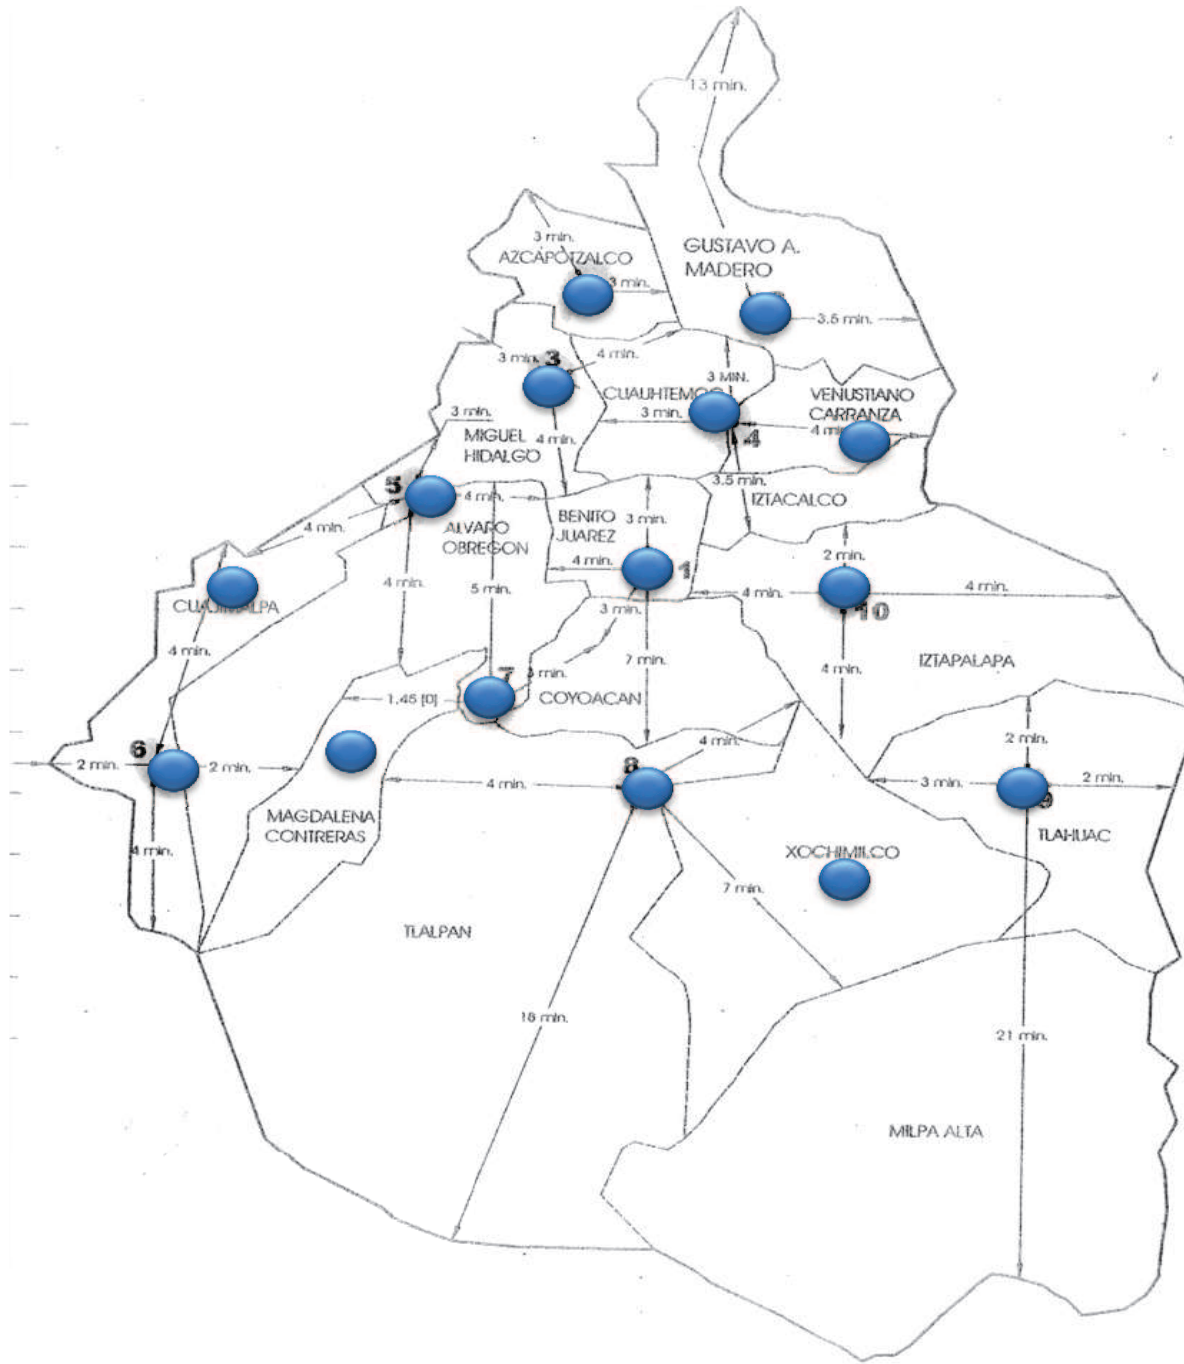 13 min.
3 min.
AZCAPOTZALCO
GUSTAVO A.
MADERO
3 min.
3.5 min.
3 min.
3
4 min.
3 MIN.
VENUSTIANO
CARRANZA
3 min.
3 min.
4 min.
4
MIGUEL
HIDALGO
4 min.
3.5 min.
IZTACALCO
5
4 min.
4 min.
ALVARO
OBREGON
BENITO
JUAREZ
3 min.
4 min.
1
2 min.
4 min.
4 min.
10
4 min.
5 min.
3 min.
4 min.
7 min.
4 min.
IZTAPALAPA
7
3 min.
COYOACAN
1.45 [0]
6
2 min.
2 min.
4 min.
8
4 min.
2 min.
3 min.
2 min.
9
MAGDALENA
CONTRERAS
TLAHUAC
4 min.
XOCHIMILCO
7 min.
TLALPAN
18 min.
21 min.
MILPA ALTA